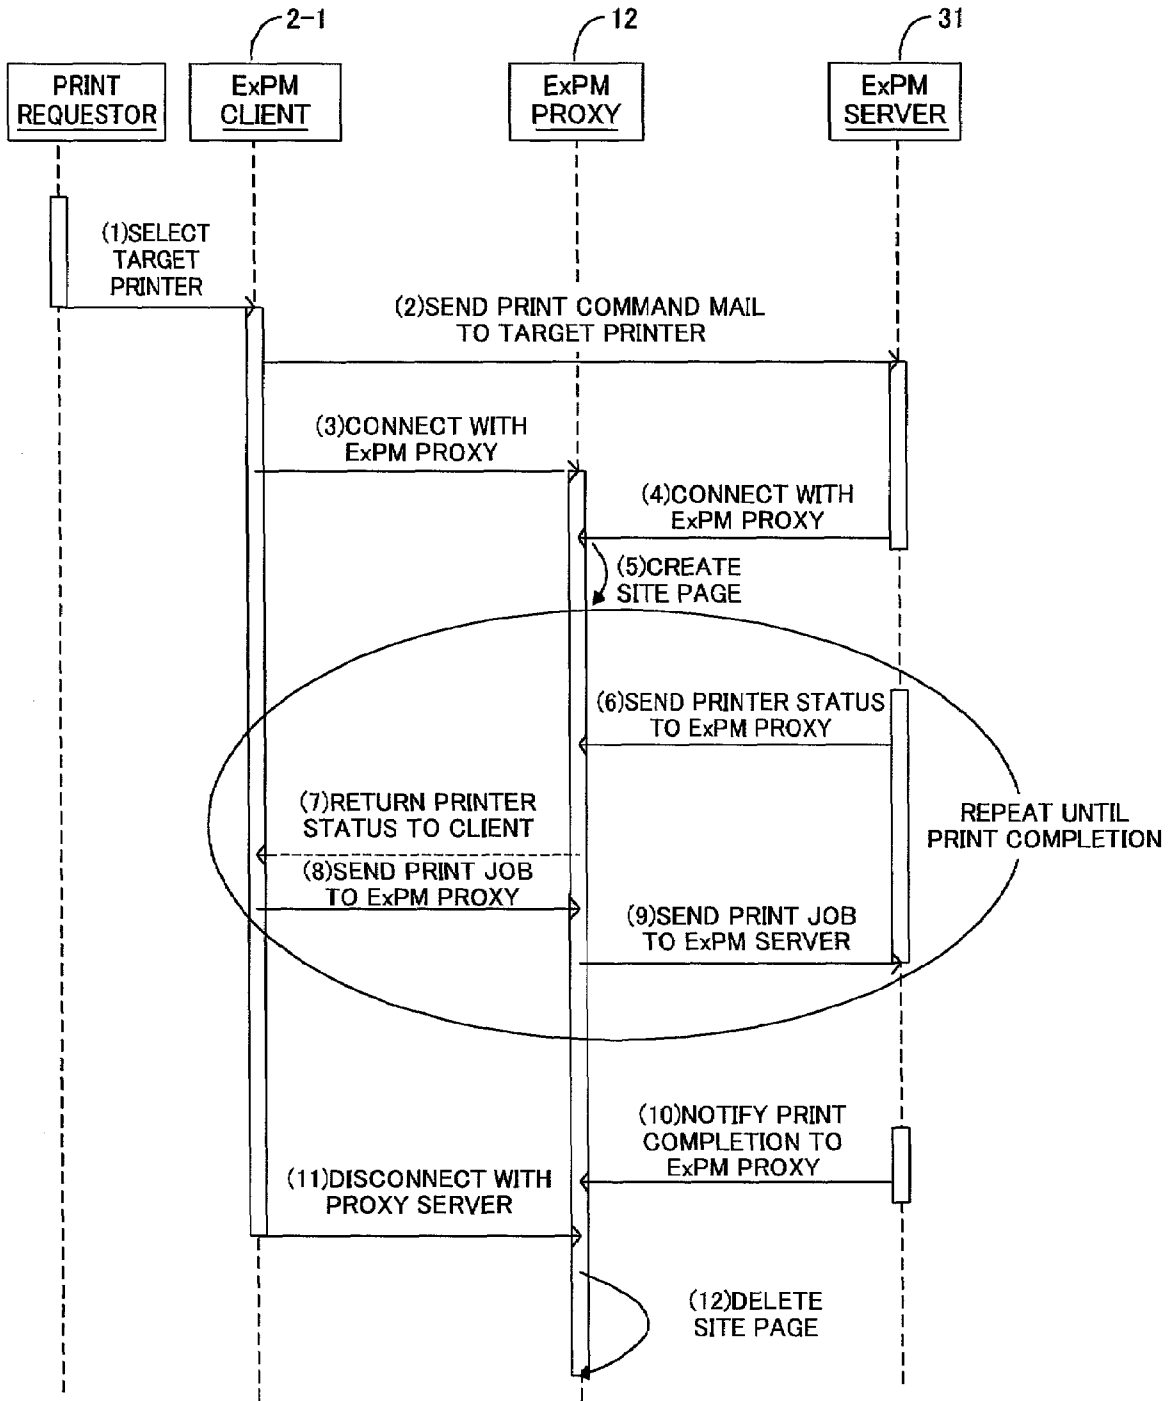 2-1
12
31
PRINT
REQUESTOR
ExPM
CLIENT
ExPM
PROXY
ExPM
SERVER
(1)SELECT
TARGET
PRINTER
(2)SEND PRINT COMMAND MAIL
TO TARGET PRINTER
(3)CONNECT WITH
ExPM PROXY
(4)CONNECT WITH
ExPM PROXY
(5)CREATE
SITE PAGE
(6)SEND PRINTER STATUS
TO ExPM PROXY
(7)RETURN PRINTER
STATUS TO CLIENT
REPEAT UNTIL
PRINT COMPLETION
(8)SEND PRINT JOB
TO ExPM PROXY
(9)SEND PRINT JOB
TO ExPM SERVER
(10)NOTIFY PRINT
COMPLETION TO
ExPM PROXY
(11)DISCONNECT WITH
PROXY SERVER
(12)DELETE
SITE PAGE